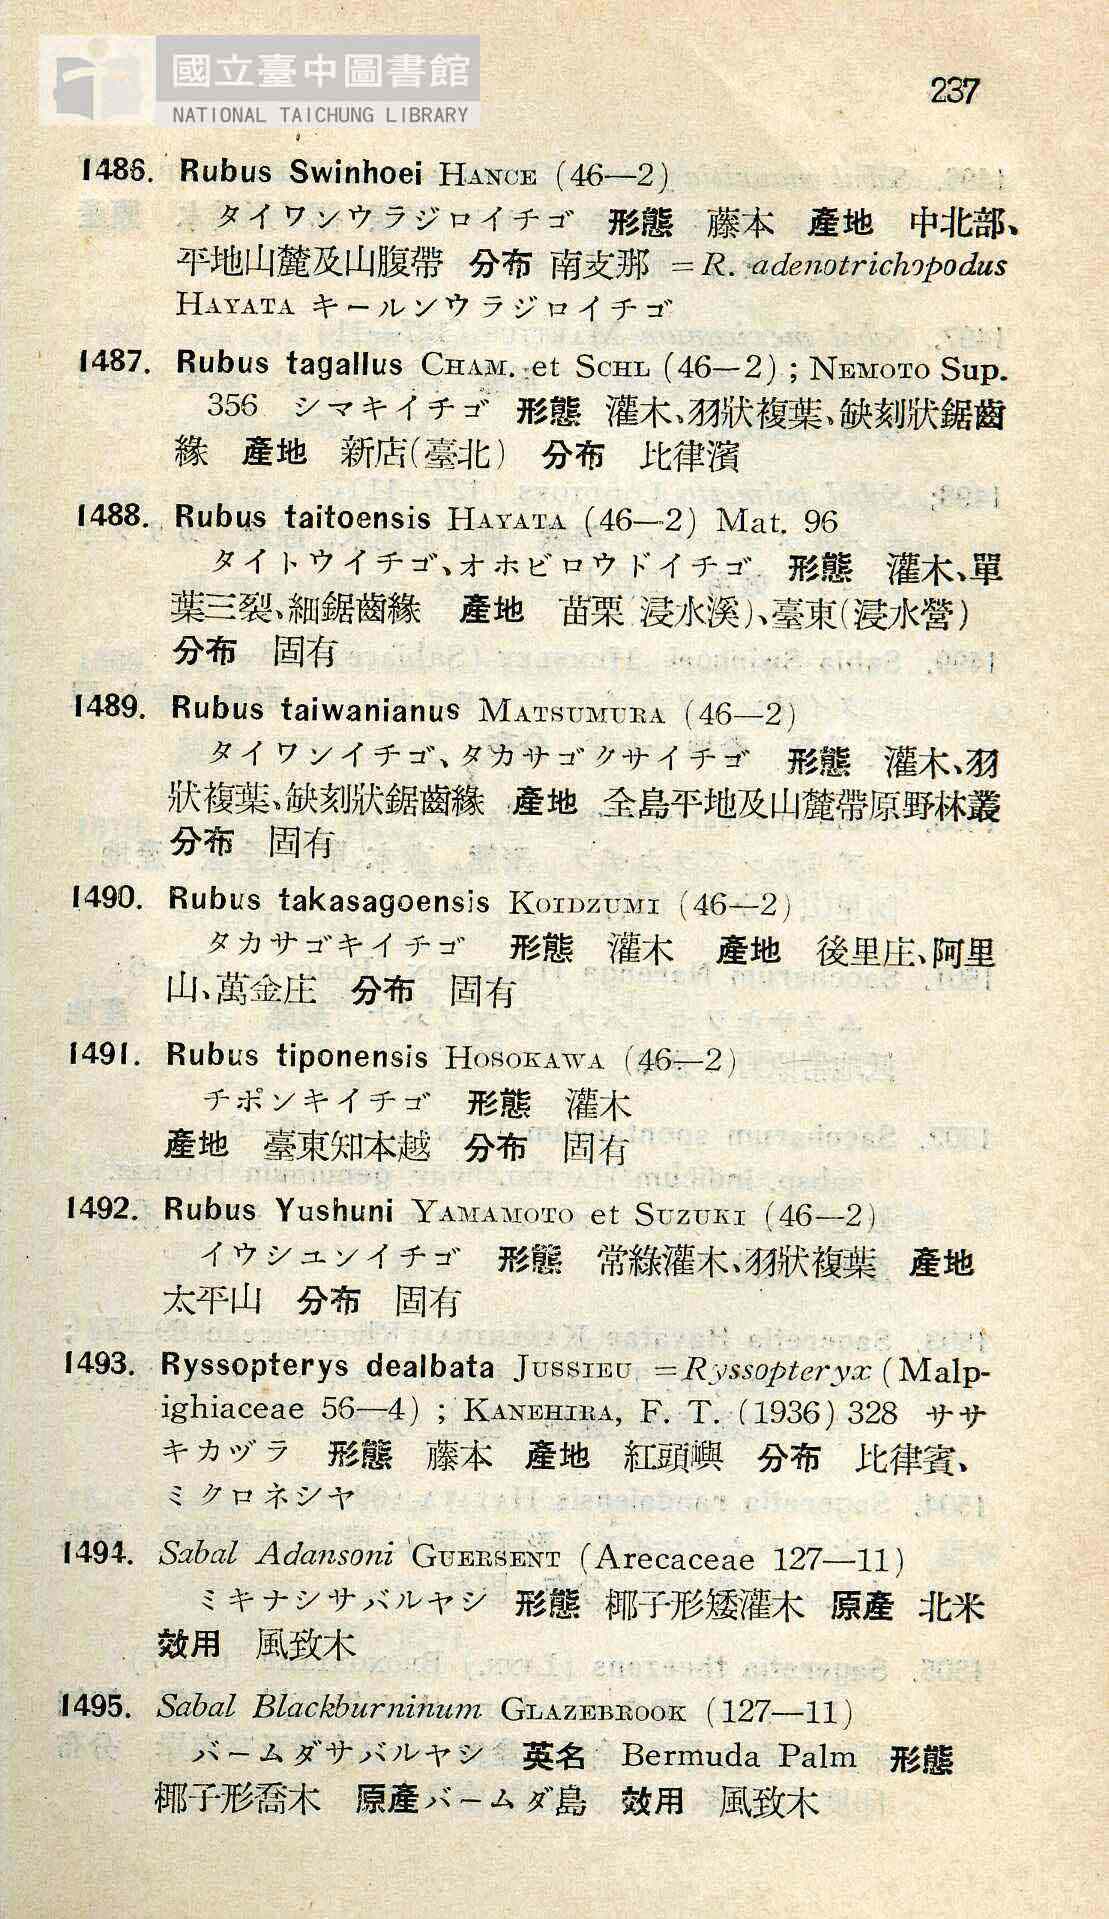 國立臺中圖書館
NATIONAL TAICHUNG LIBRARY
237
1486. Rubus Swinhoei HANCE (46—2)
タイワンウラジロイチゴ 形態 藤本 產地 中北部、
平地山麓及山腹帶 分布 南支那 =R. adenotrichopodus
HAYATA キールンウラジロイチゴ
1487. Rubus tagallus CHAM. et SCHL (46—2) ; NEMOTO Sup.
356 シマキイチゴ 形態 灌木、羽狀複葉、缺刻狀鋸齒
緣 產地 新店(臺北) 分布 比律濱
1488. Rubus taitoensis HAYATA (46—2) Mat. 96
タイトウイチゴ、オホビロウドイチゴ 形態 灌木、單
葉三裂、細鋸齒緣 產地 苗栗 浸水溪)、臺東(浸水營)
分布 固有
1489. Rubus taiwanianus MATSUMURA (46—2)
タイワンイチゴ、タカサゴクサイチゴ 形態 灌木、羽
狀複葉、缺刻狀鋸齒緣 產地 全島平地及山麓帶原野林叢
分布 固有
1490. Rubus takasagoensis KOIDZUMI (46—2)
タカサゴキイチゴ 形態 灌木 產地 後里庄、阿里
山、萬金庄 分布 固有
1491. Rubus tiponensis HOSOKAWA (46—2)
チポンキイチゴ 形態 灌木
產地 臺東知本越 分布 固有
1492. Rubus Yushuni YAMAMOTO et SUZUKI (46—2)
イウシユンイチゴ 形態 常綠灌木、羽狀複葉 產地
太平山 分布 固有
1493. Ryssopterys dealbata JUSSIEU =Ryssopteryx (Malp-
ighiaceae 56—4) ; KANEHIRA, F. T. (1936) 328 ササ
キカヅラ 形態 藤本 產地 紅頭嶼 分布 比律賓、
ミクロネシヤ
1494. Sabal Adansoni GUERSENT (Arecaceae 127—11)
ミキナシサバルヤシ 形態 椰子形矮灌木 原產 北米
效用 風致木
1495. Sabal Blackburninum GLAZEBROOK (127—11)
バームダサバルヤシ 英名 Bermuda Palm 形態
椰子形喬木 原產バームダ島 效用 風致木